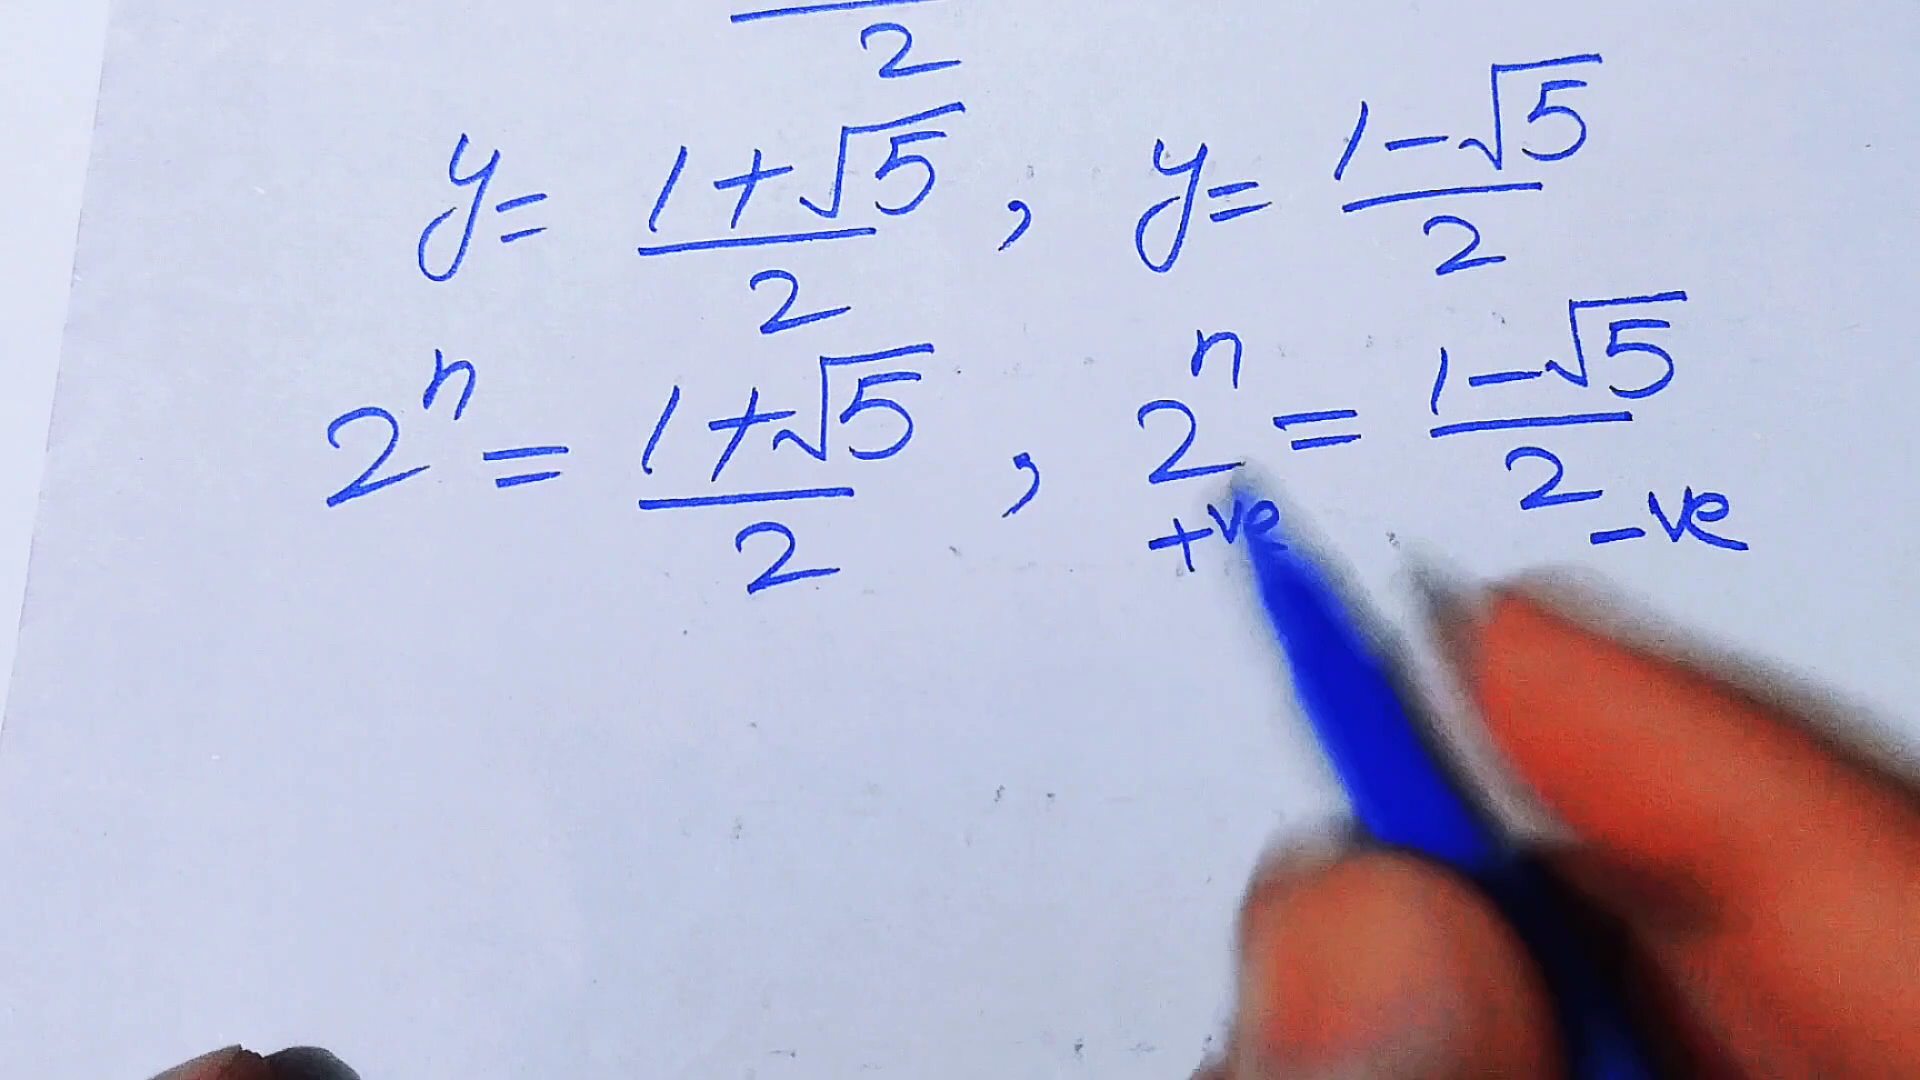 2
y = (1+√5)/2 , y = (1-√5)/2
2^n = (1+√5)/2 , 2^n = (1-√5)/2
+ve -ve